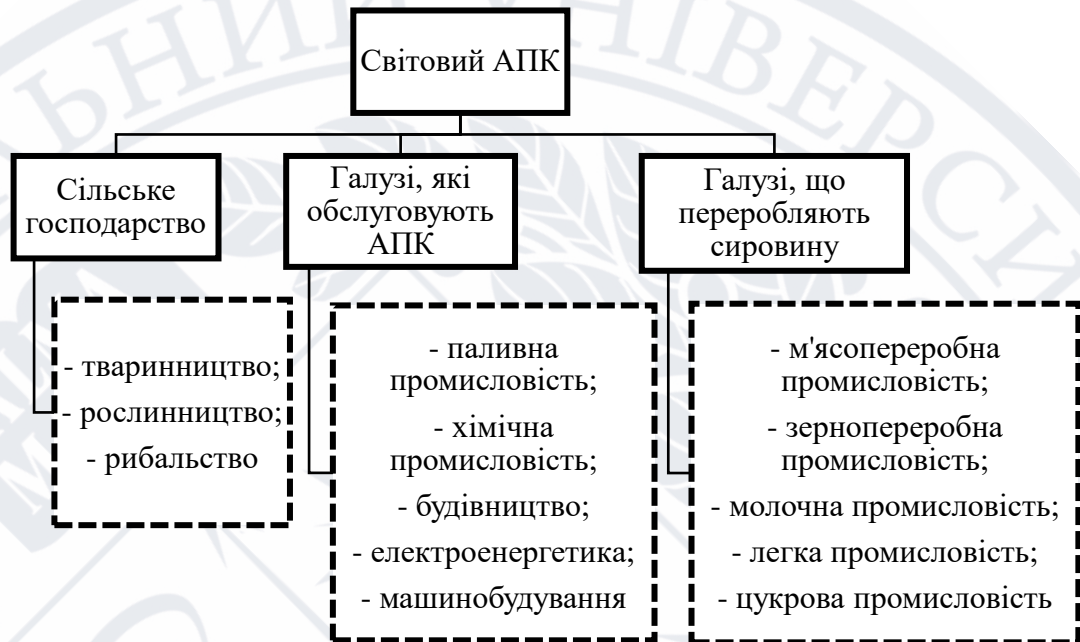 Світовий АПК
Сільське
господарство
Галузі, які
обслуговують
АПК
Галузі, що
переробляють
сировину
- тваринництво;
- рослинництво;
- рибальство
- паливна
промисловість;
- хімічна
промисловість;
- будівництво;
- електроенергетика;
- машинобудування
- м'ясопереробна
промисловість;
- зернопереробна
промисловість;
- молочна промисловість;
- легка промисловість;
- цукрова промисловість